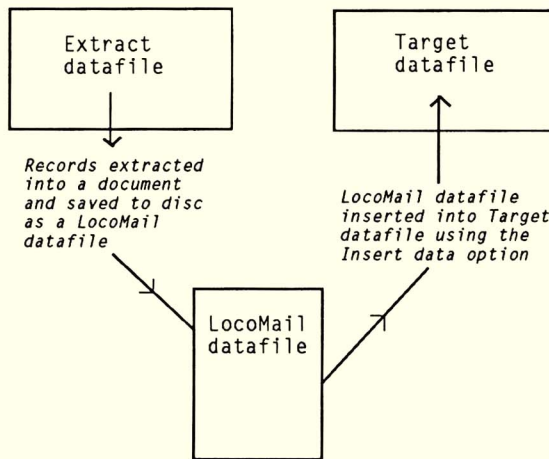 Extract
datafile
Target
datafile
Records extracted
into a document
and saved to disc
as a LocoMail
datafile
LocoMail datafile
inserted into Target
datafile using the
Insert data option
LocoMail
datafile